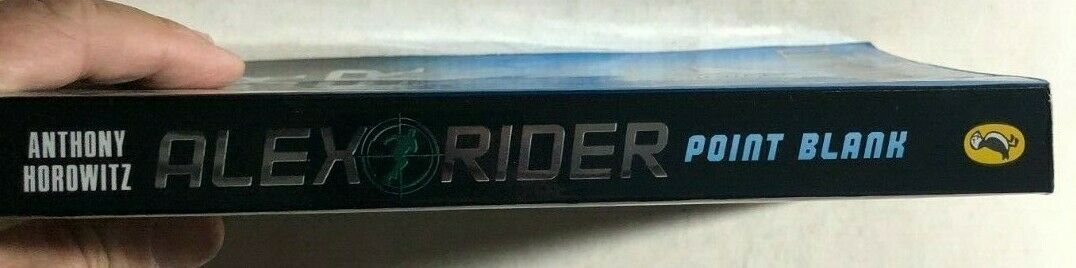 ANTHONY
HOROWITZ
ALEX RIDER
POINT BLANK